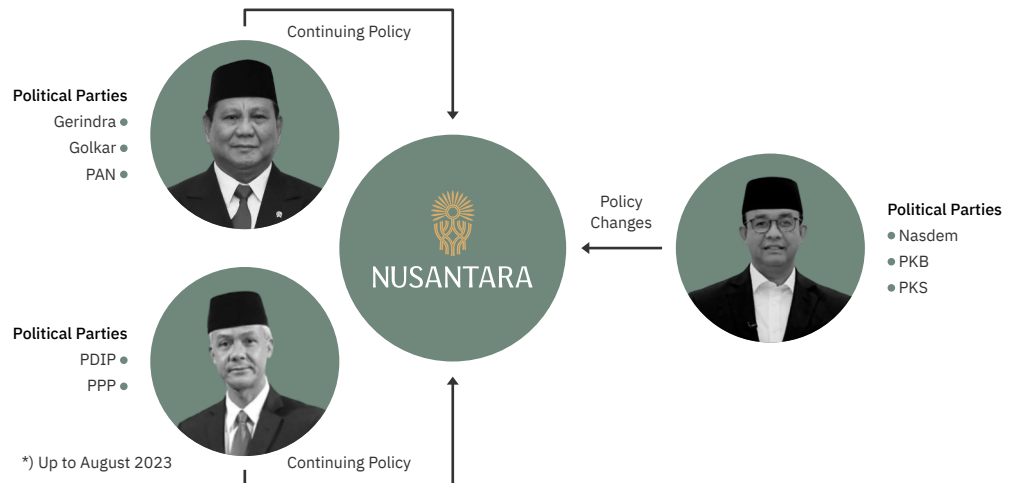 Continuing Policy
Political Parties
Gerindra
Golkar
PAN
NUSANTARA
Policy
Changes
Political Parties
Nasdem
PKB
PKS
Political Parties
PDIP
PPP
*) Up to August 2023
Continuing Policy